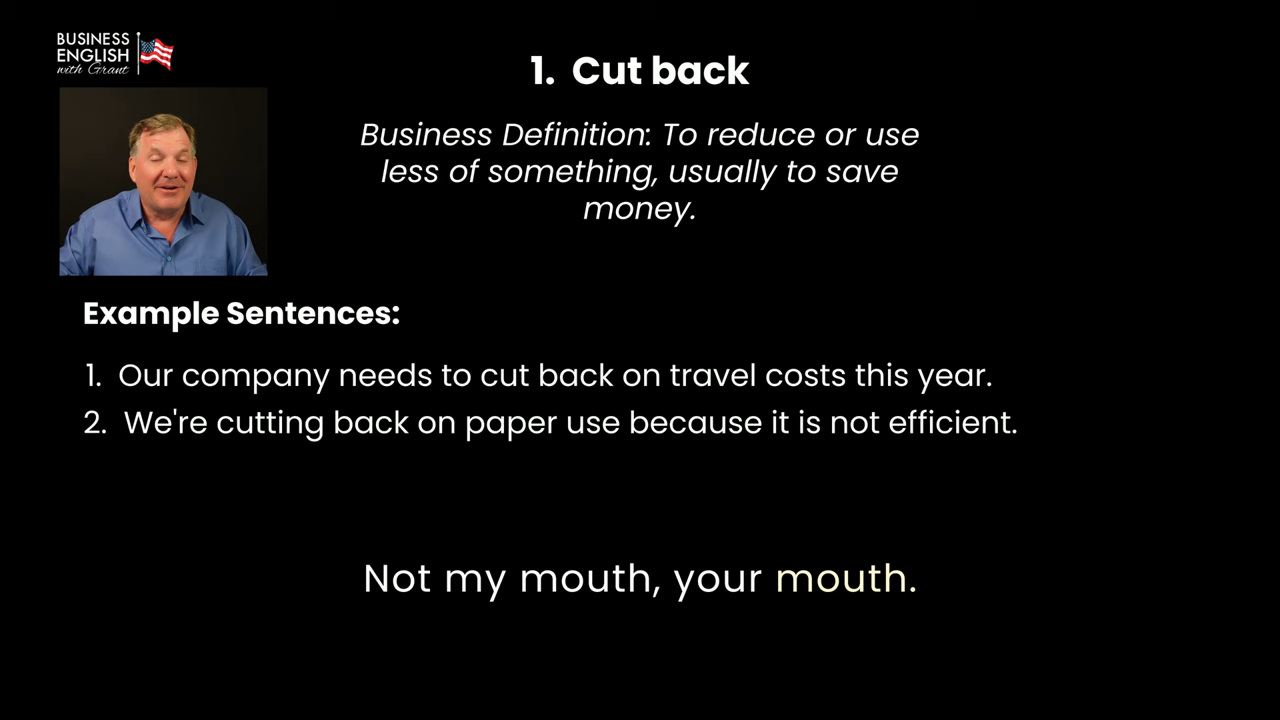 BUSINESS
ENGLISH
with Grant
1. Cut back
Business Definition: To reduce or use
less of something, usually to save
money.
Example Sentences:
1. Our company needs to cut back on travel costs this year.
2. We're cutting back on paper use because it is not efficient.
Not my mouth, your mouth.